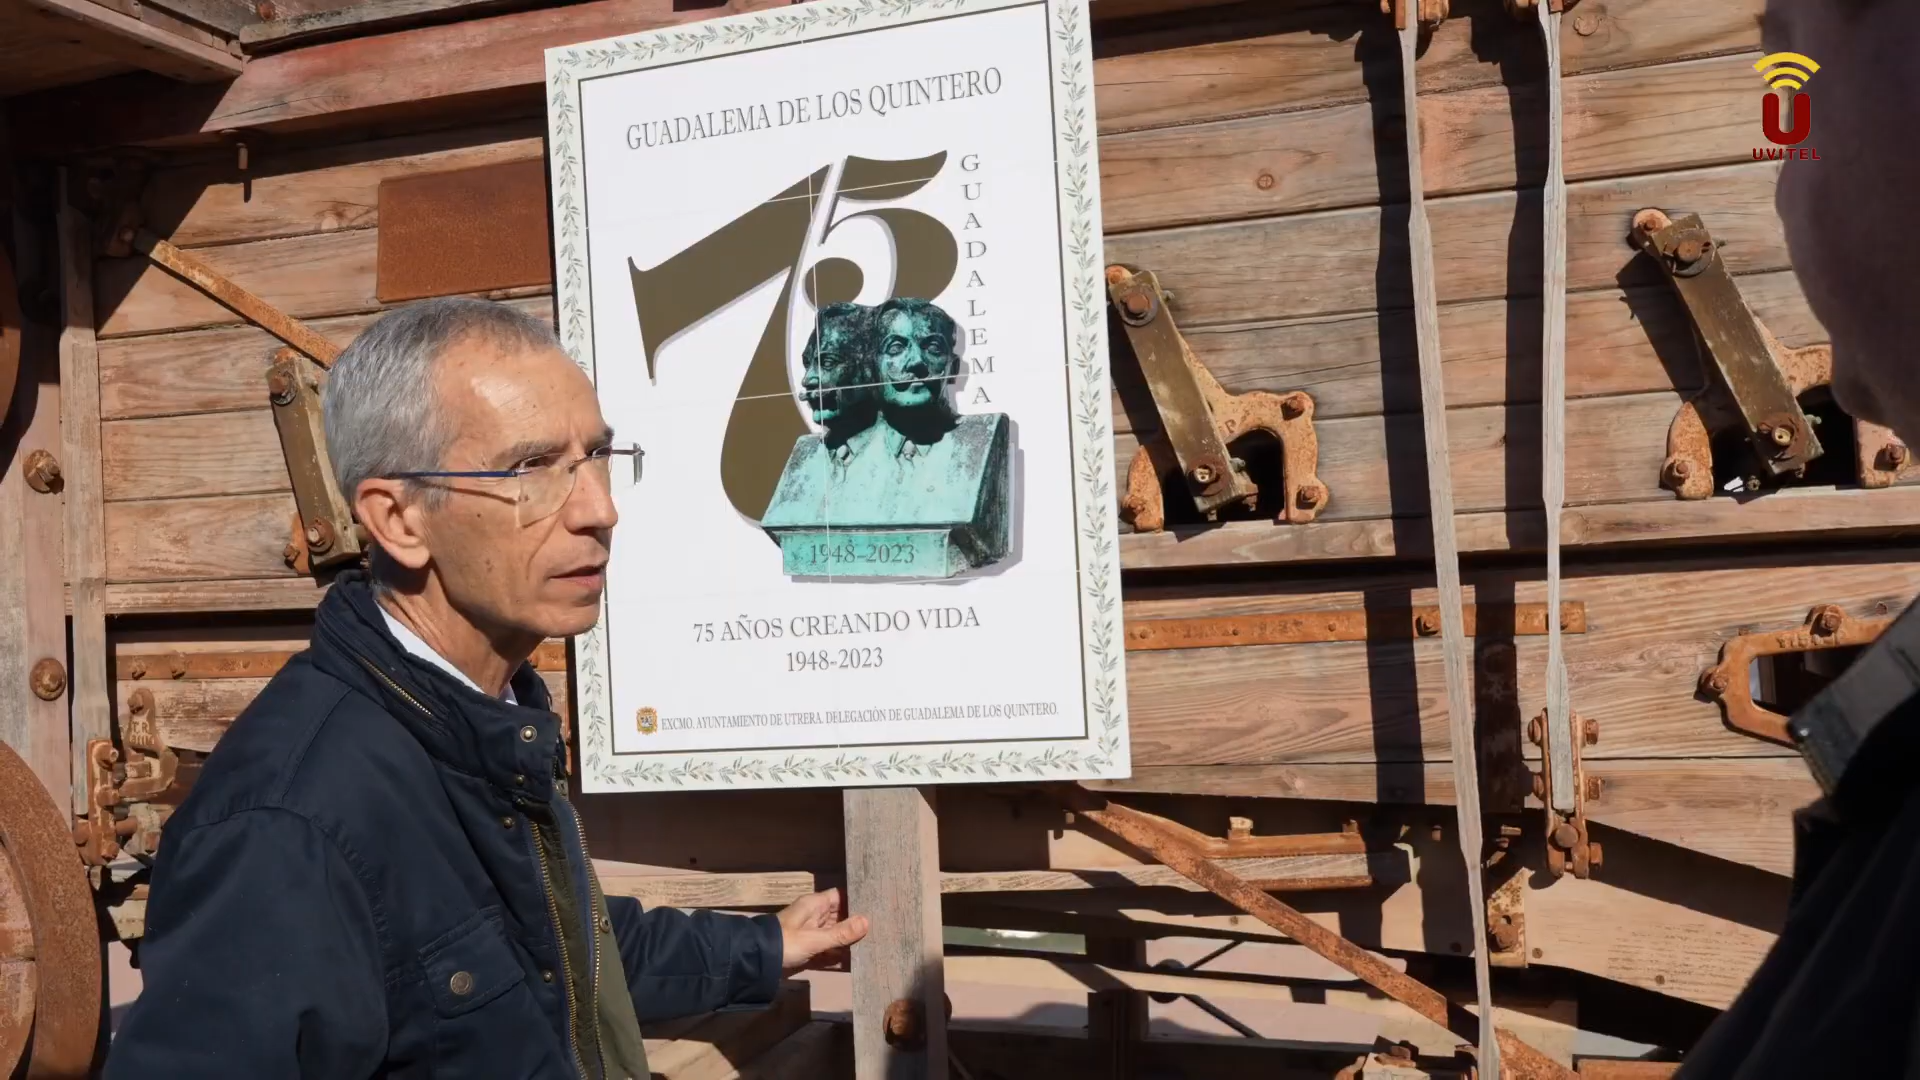 UVITEL
GUADALEMA DE LOS QUINTERO
75
GUADALEMA
1948-2023
75 AÑOS CREANDO VIDA
1948-2023
EXCMO. AYUNTAMIENTO DE UTRERA. DELEGACIÓN DE GUADALEMA DE LOS QUINTERO.